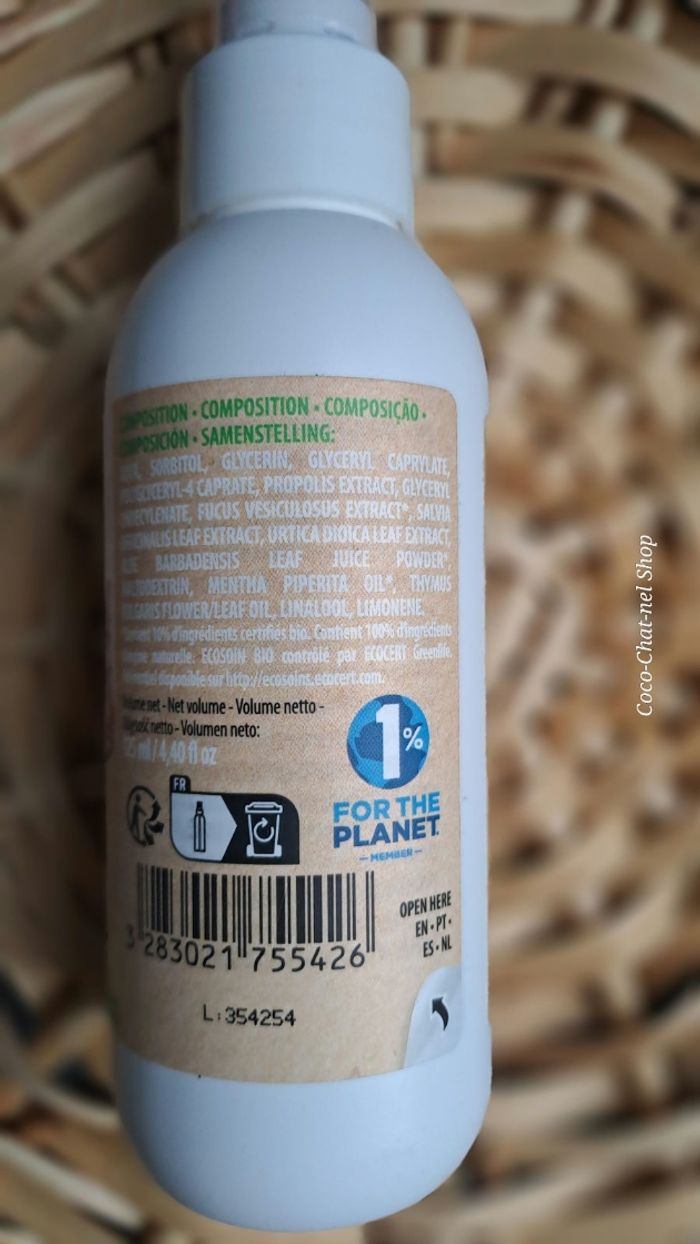 COMPOSITION • COMPOSITION • COMPOSIÇÃO •
COMPOSICIÓN • SAMENSTELLING:
SORBITOL, GLYCERIN, GLYCERYL CAPRYLATE,
POLYGLYCERYL-4 CAPRATE, PROPOLIS EXTRACT, GLYCERYL
UNDECYLENATE, FUCUS VESICULOSUS EXTRACT*, SALVIA
OFFICINALIS LEAF EXTRACT, URTICA DIOICA LEAF EXTRACT
ALOE BARBADENSIS LEAF JUICE POWDER*
MALTODEXTRIN, MENTHA PIPERITA OIL*, THYMUS
VULGARIS FLOWER/LEAF OIL, LINALOOL, LIMONENE.
*Contient 10% d'ingrédients certifiés bio. Contient 100% d'ingrédients
d'origine naturelle. ECOSOIN BIO contrôlé par ECOCERT Greenlife.
Référentiel disponible sur http://ecosoins.ecocert.com.
Volume net - Net volume - Volume netto -
netto - Volumen neto:
125 ml / 4,40 fl oz
1%
FOR THE
PLANET
MEMBER
FR
3 283021 755426
OPEN HERE
EN • PT •
ES • NL
L:354254
Coco-Chat-nel Shop